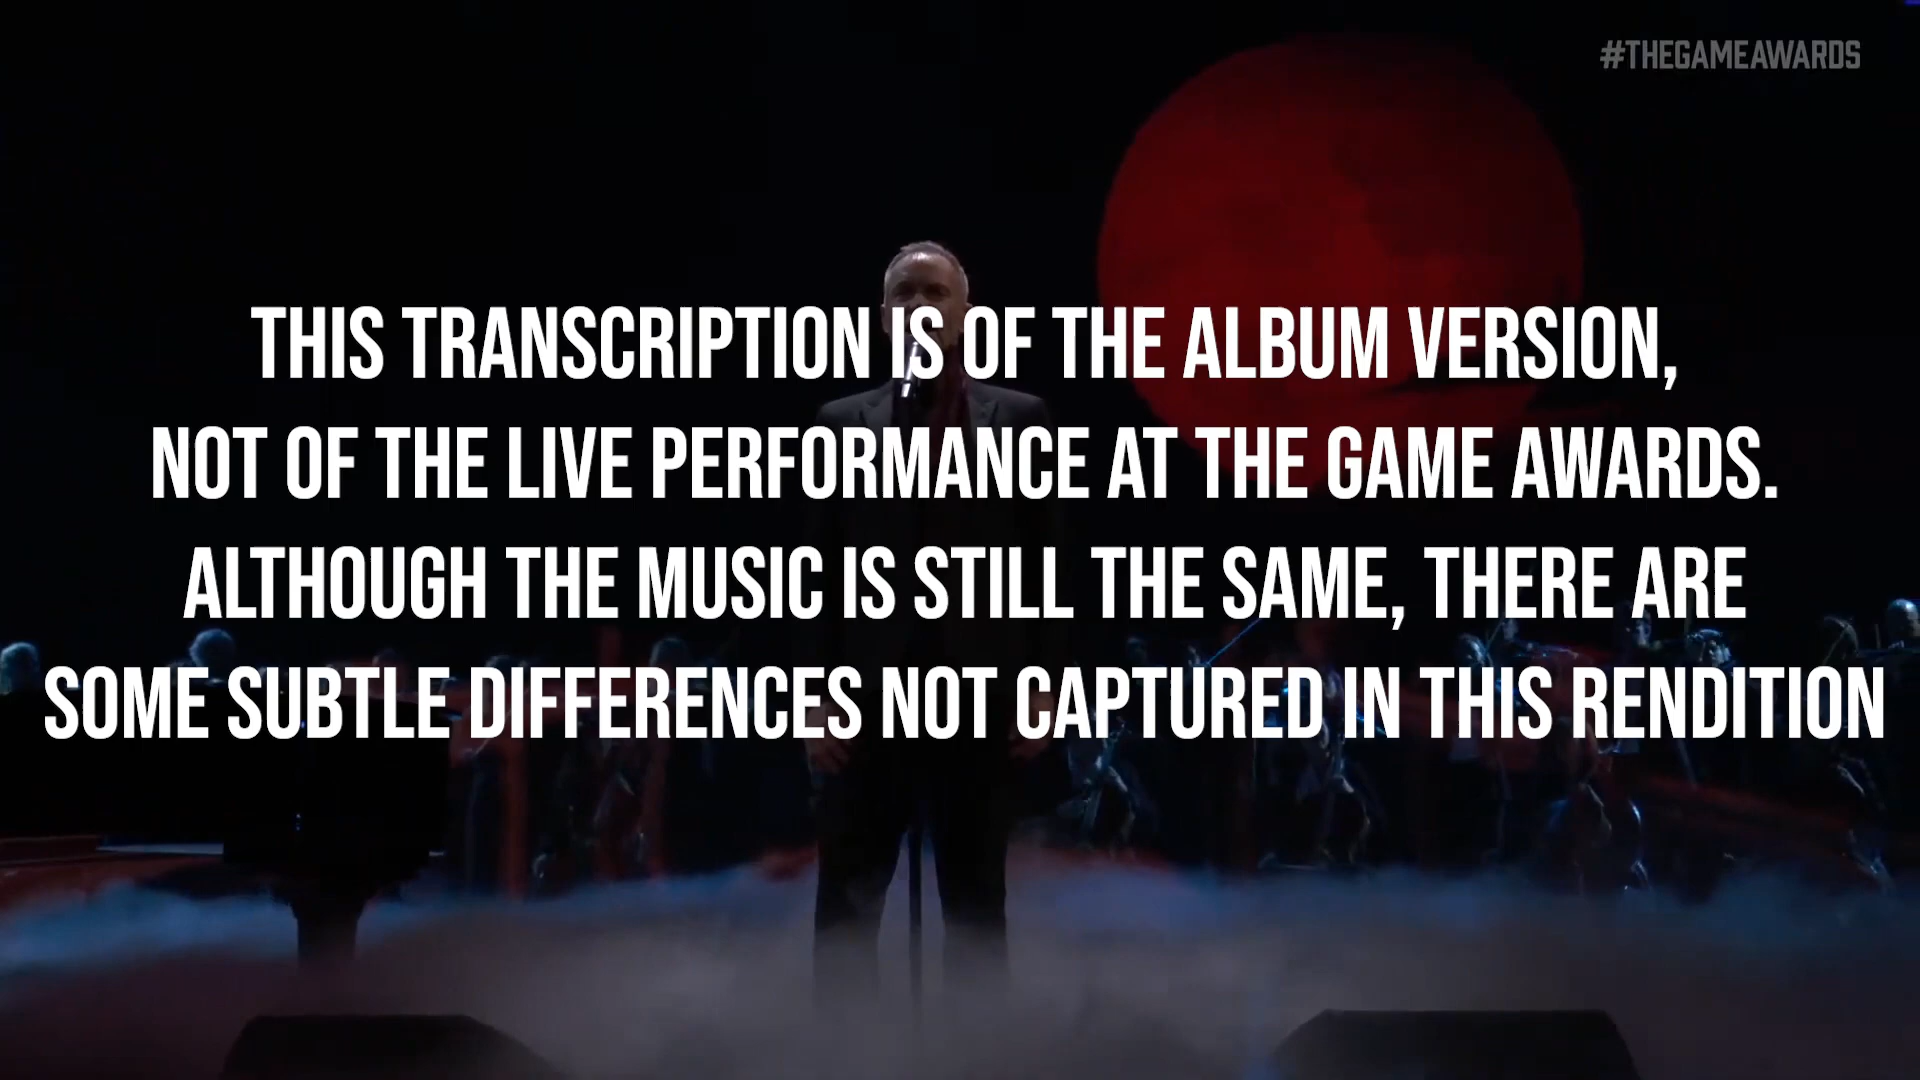 #THEGAMEAWARDS
THIS TRANSCRIPTION IS OF THE ALBUM VERSION,
NOT OF THE LIVE PERFORMANCE AT THE GAME AWARDS.
ALTHOUGH THE MUSIC IS STILL THE SAME, THERE ARE
SOME SUBTLE DIFFERENCES NOT CAPTURED IN THIS RENDITION